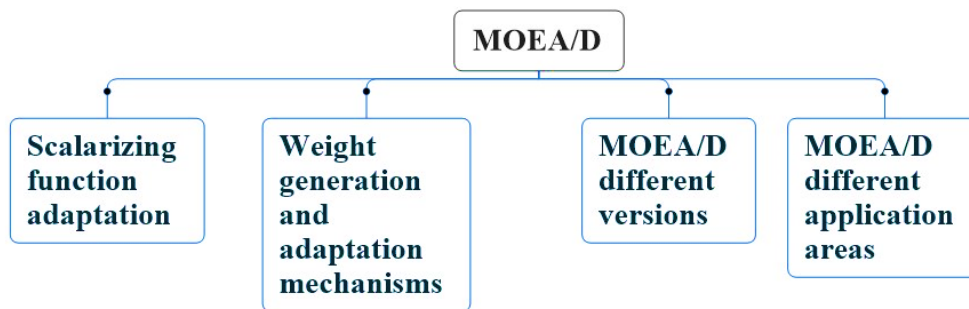 MOEA/D
Scalarizing
function
adaptation
Weight
generation
and
adaptation
mechanisms
MOEA/D
different
versions
MOEA/D
different
application
areas